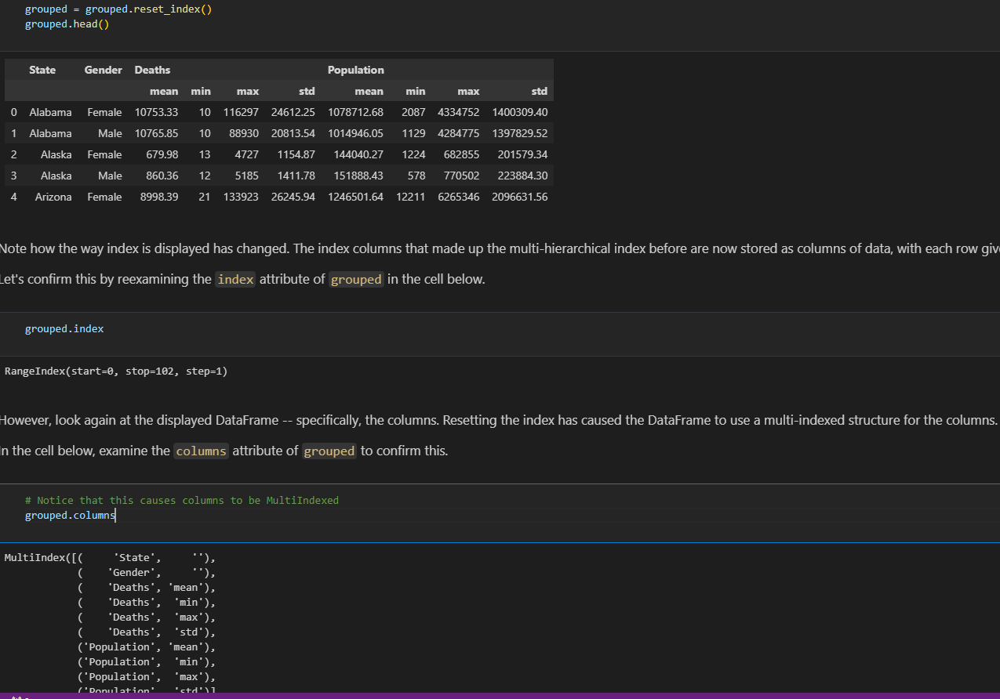 grouped = grouped.reset_index()
grouped.head()
State Gender Deaths Population
mean min max std mean min max std
0 Alabama Female 10753.33 10 116297 24612.25 1078712.68 2087 4334752 1400309.40
1 Alabama Male 10765.85 10 88930 20813.54 1014946.05 1129 4284775 1397829.52
2 Alaska Female 679.98 13 4727 1154.87 144040.27 1224 682855 201579.34
3 Alaska Male 860.36 12 5185 1411.78 151888.43 578 770502 223884.30
4 Arizona Female 8998.39 21 133923 26245.94 1246501.64 12211 6265346 2096631.56
Note how the way index is displayed has changed. The index columns that made up the multi-hierarchical index before are now stored as columns of data, with each row give
Let's confirm this by reexamining the index attribute of grouped in the cell below.
grouped.index
RangeIndex(start=0, stop=102, step=1)
However, look again at the displayed DataFrame -- specifically, the columns. Resetting the index has caused the DataFrame to use a multi-indexed structure for the columns.
In the cell below, examine the columns attribute of grouped to confirm this.
# Notice that this causes columns to be MultiIndexed
grouped.columns
MultiIndex([( 'State', ''),
( 'Gender', ''),
( 'Deaths', 'mean'),
( 'Deaths', 'min'),
( 'Deaths', 'max'),
( 'Deaths', 'std'),
('Population', 'mean'),
('Population', 'min'),
('Population', 'max'),
('Population', 'std')]